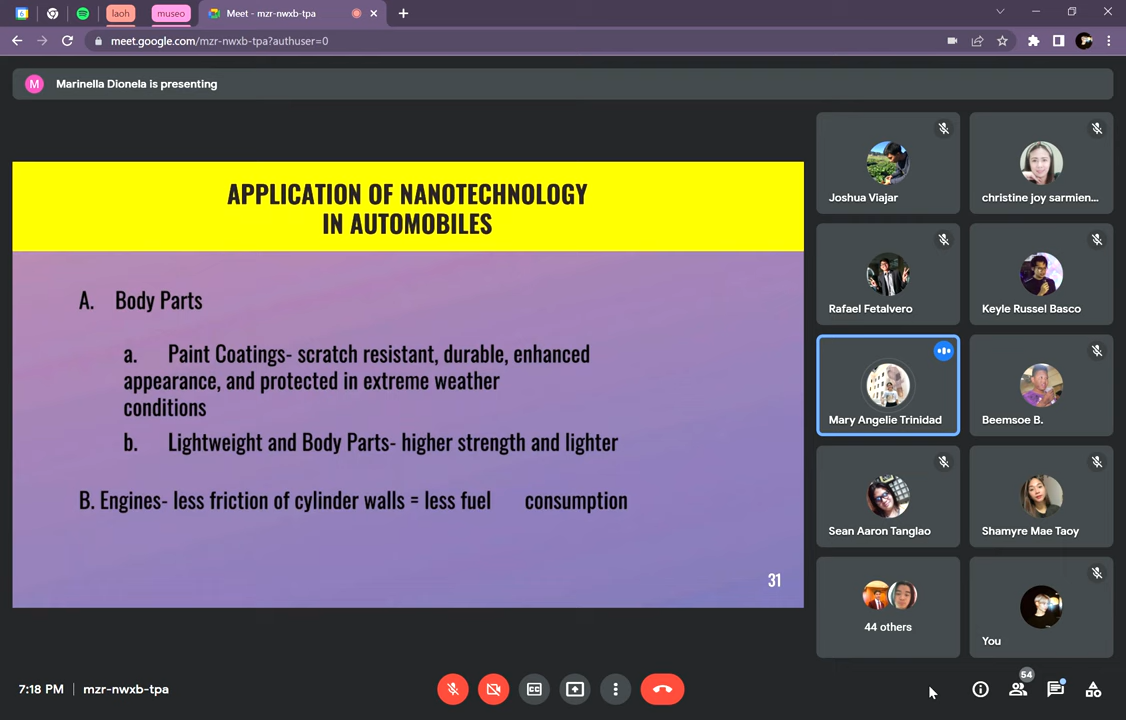 laoh
museo
Meet - mzr-nwxb-tpa
meet.google.com/mzr-nwxb-tpa?authuser=0
M
Marinella Dionela is presenting
APPLICATION OF NANOTECHNOLOGY
IN AUTOMOBILES
A. Body Parts
a. Paint Coatings- scratch resistant, durable, enhanced
appearance, and protected in extreme weather
conditions
b. Lightweight and Body Parts- higher strength and lighter
B. Engines- less friction of cylinder walls = less fuel consumption
31
Joshua Viajar
christine joy sarmien...
Rafael Fetalvero
Keyle Russel Basco
Mary Angelie Trinidad
Beemsoe B.
Sean Aaron Tanglao
Shamyre Mae Taoy
44 others
You
7:18 PM | mzr-nwxb-tpa
CC
54